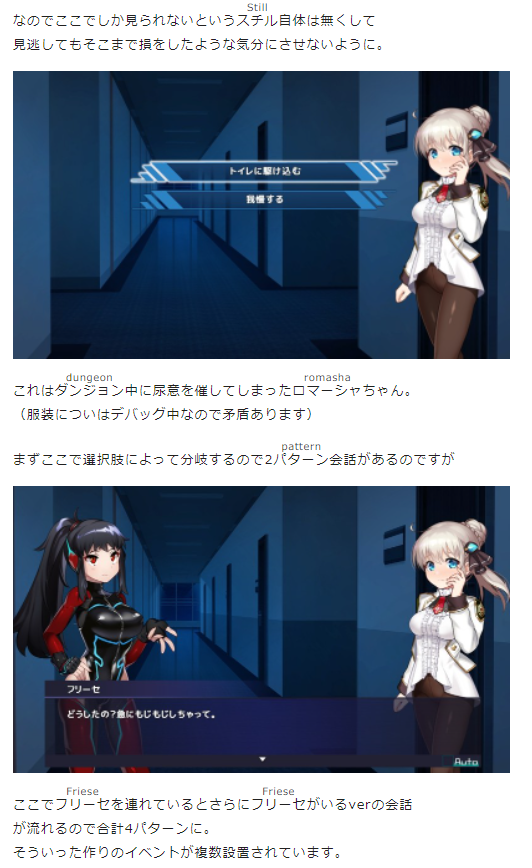 Still
なのでここでしか見られないというスチル自体は無くして
見逃してもそこまで損をしたような気分にさせないように。
トイレに駆け込む
我慢する
dungeon romasha
これはダンジョン中に尿意を催してしまったロマーシャちゃん。
（服装についはデバッグ中なので矛盾あります）
pattern
まずここで選択肢によって分岐するので2パターン会話があるのですが
フリーセ
どうしたの？急にもじもじしちゃって。
Auto
Friese Friese
ここでフリーセを連れているとさらにフリーセがいるverの会話
が流れるので合計4パターンに。
そういった作りのイベントが複数設置されています。